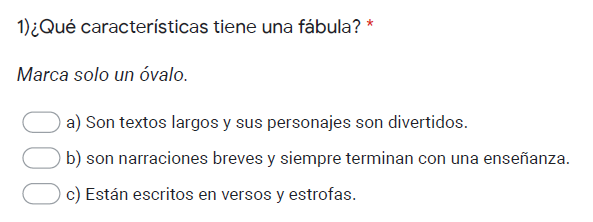 1)¿Qué características tiene una fábula? *
Marca solo un óvalo.
a) Son textos largos y sus personajes son divertidos.
b) son narraciones breves y siempre terminan con una enseñanza.
c) Están escritos en versos y estrofas.